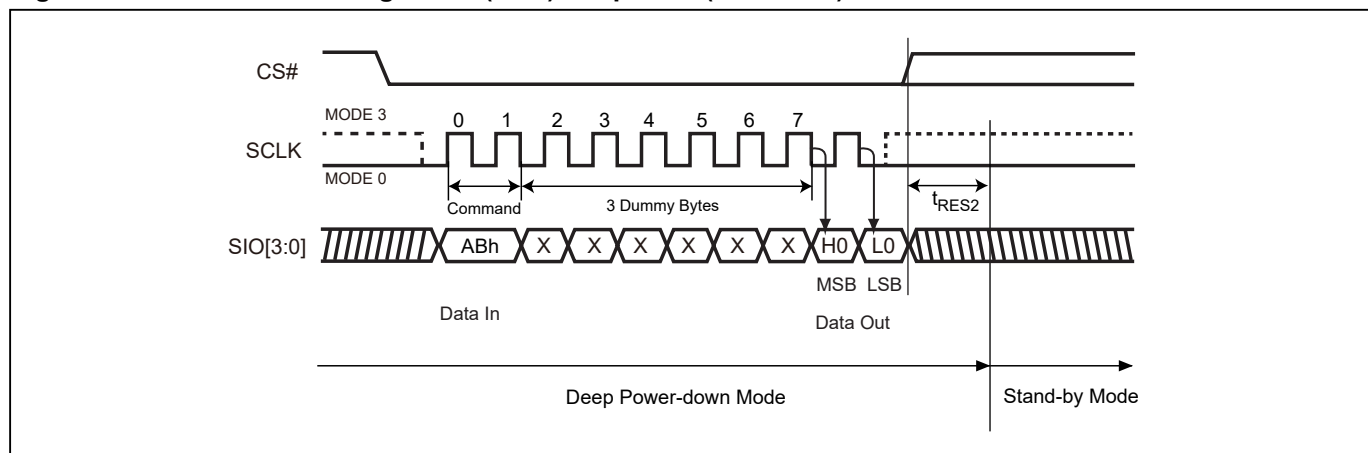 CS#
MODE 3
0 1 2 3 4 5 6 7
SCLK
MODE 0
Command
3 Dummy Bytes
tRES2
SIO[3:0]
ABh X X X X X X H0 L0
MSB LSB
Data In
Data Out
Deep Power-down Mode
Stand-by Mode